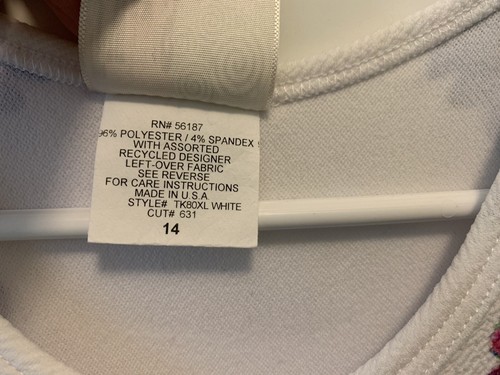 RN# 56187
96% POLYESTER / 4% SPANDEX
WITH ASSORTED
RECYCLED DESIGNER
LEFT-OVER FABRIC
SEE REVERSE
FOR CARE INSTRUCTIONS
MADE IN U.S.A
STYLE# TK80XL WHITE
CUT# 631
14